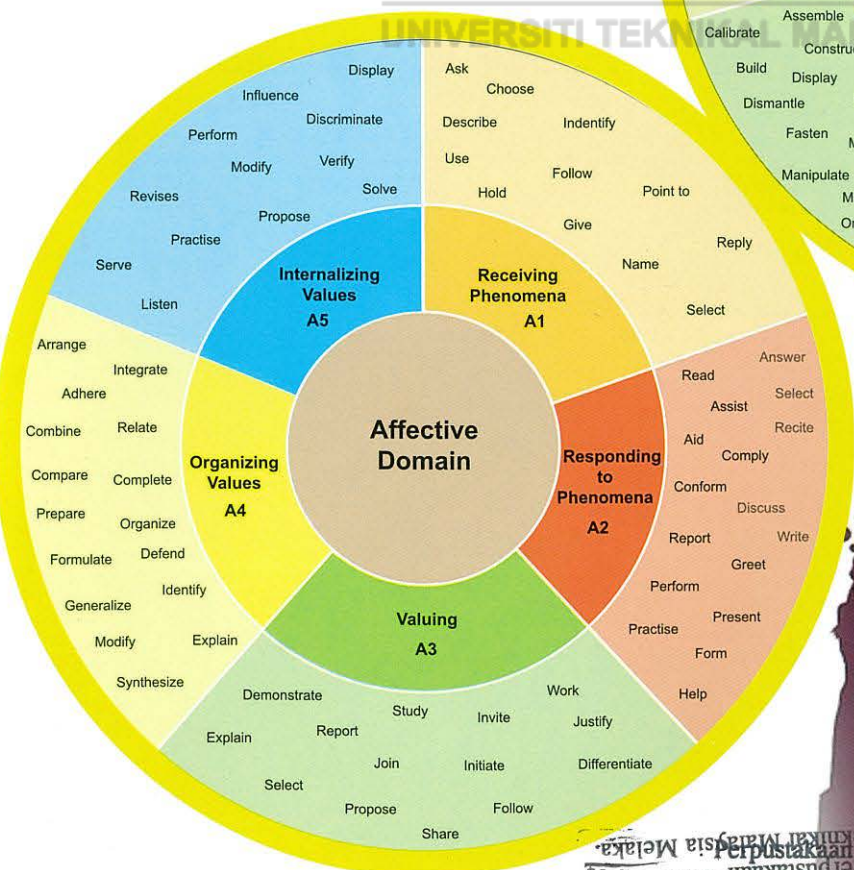 UNIVERSITI TEKNIKAL
Affective
Domain
Receiving
Phenomena
A1
Ask
Choose
Describe
Indentify
Use
Follow
Hold
Point to
Give
Reply
Name
Select
Responding
to
Phenomena
A2
Answer
Read
Select
Assist
Recite
Aid
Comply
Conform
Discuss
Report
Write
Greet
Perform
Present
Practise
Form
Help
Valuing
A3
Work
Demonstrate
Study
Invite
Justify
Report
Explain
Join
Initiate
Differentiate
Select
Propose
Follow
Share
Organizing
Values
A4
Arrange
Integrate
Adhere
Combine
Relate
Compare
Complete
Prepare
Organize
Formulate
Defend
Identify
Generalize
Modify
Explain
Synthesize
Internalizing
Values
A5
Display
Influence
Discriminate
Perform
Modify
Verify
Revises
Solve
Propose
Practise
Serve
Listen
Assemble
Calibrate
Build
Display
Dismantle
Fasten
Manipulate
Perpustakaan
Melaka